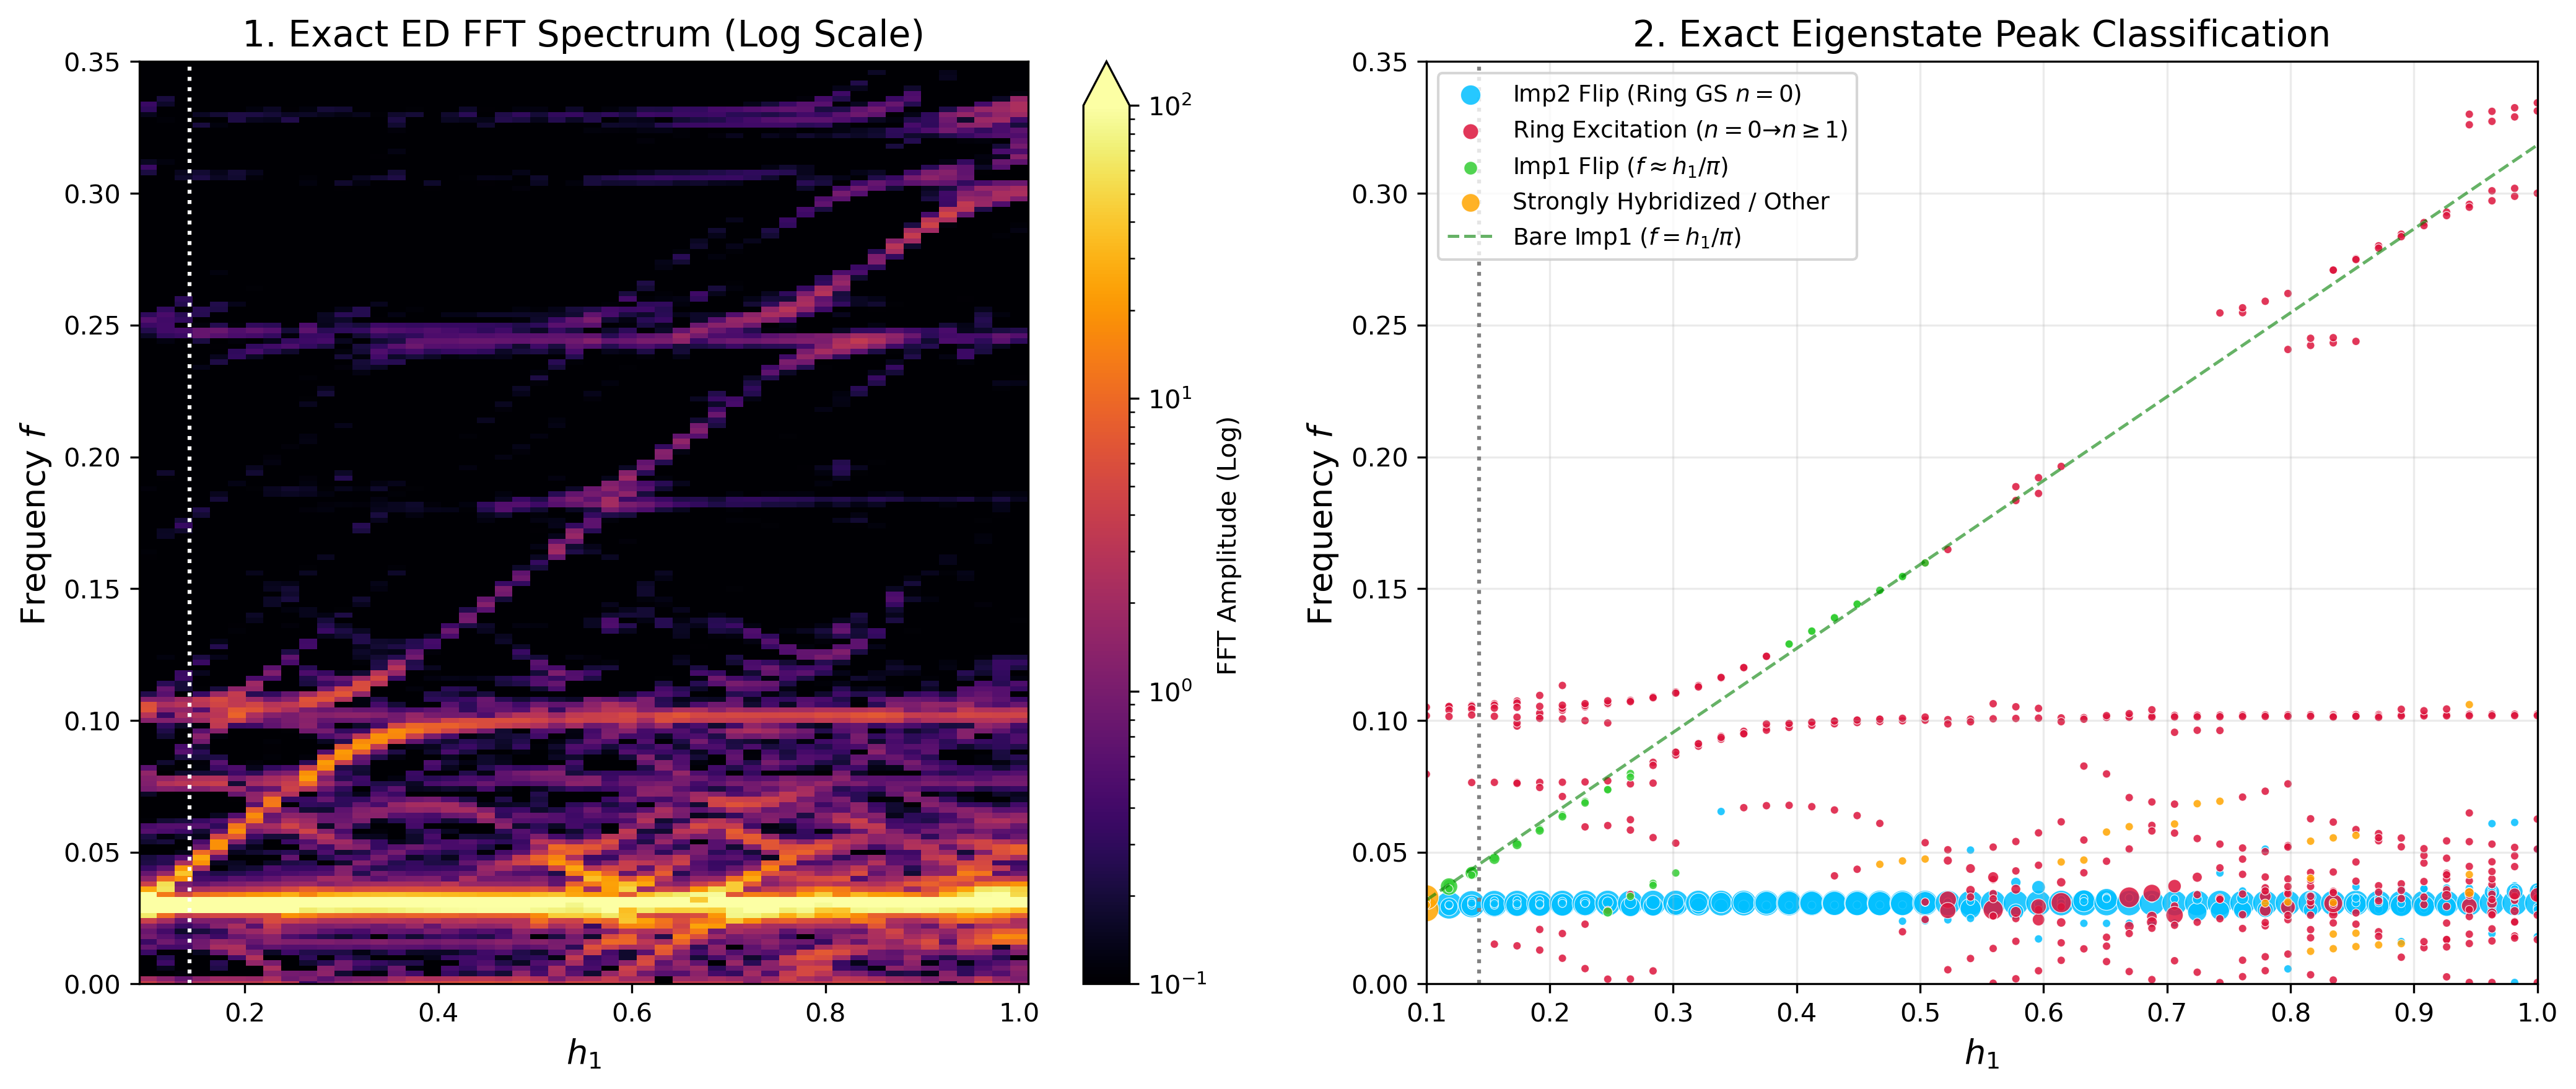 1. Exact ED FFT Spectrum (Log Scale)
Frequency f
0.35
0.30
0.25
0.20
0.15
0.10
0.05
0.00
0.2 0.4 0.6 0.8 1.0
h₁
10²
10¹
10⁰
10⁻¹
FFT Amplitude (Log)
2. Exact Eigenstate Peak Classification
Frequency f
0.35
0.30
0.25
0.20
0.15
0.10
0.05
0.00
Imp2 Flip (Ring GS n = 0)
Ring Excitation (n = 0→n ≥ 1)
Imp1 Flip (f ≈ h₁/π)
Strongly Hybridized / Other
Bare Imp1 (f = h₁/π)
0.1 0.2 0.3 0.4 0.5 0.6 0.7 0.8 0.9 1.0
h₁